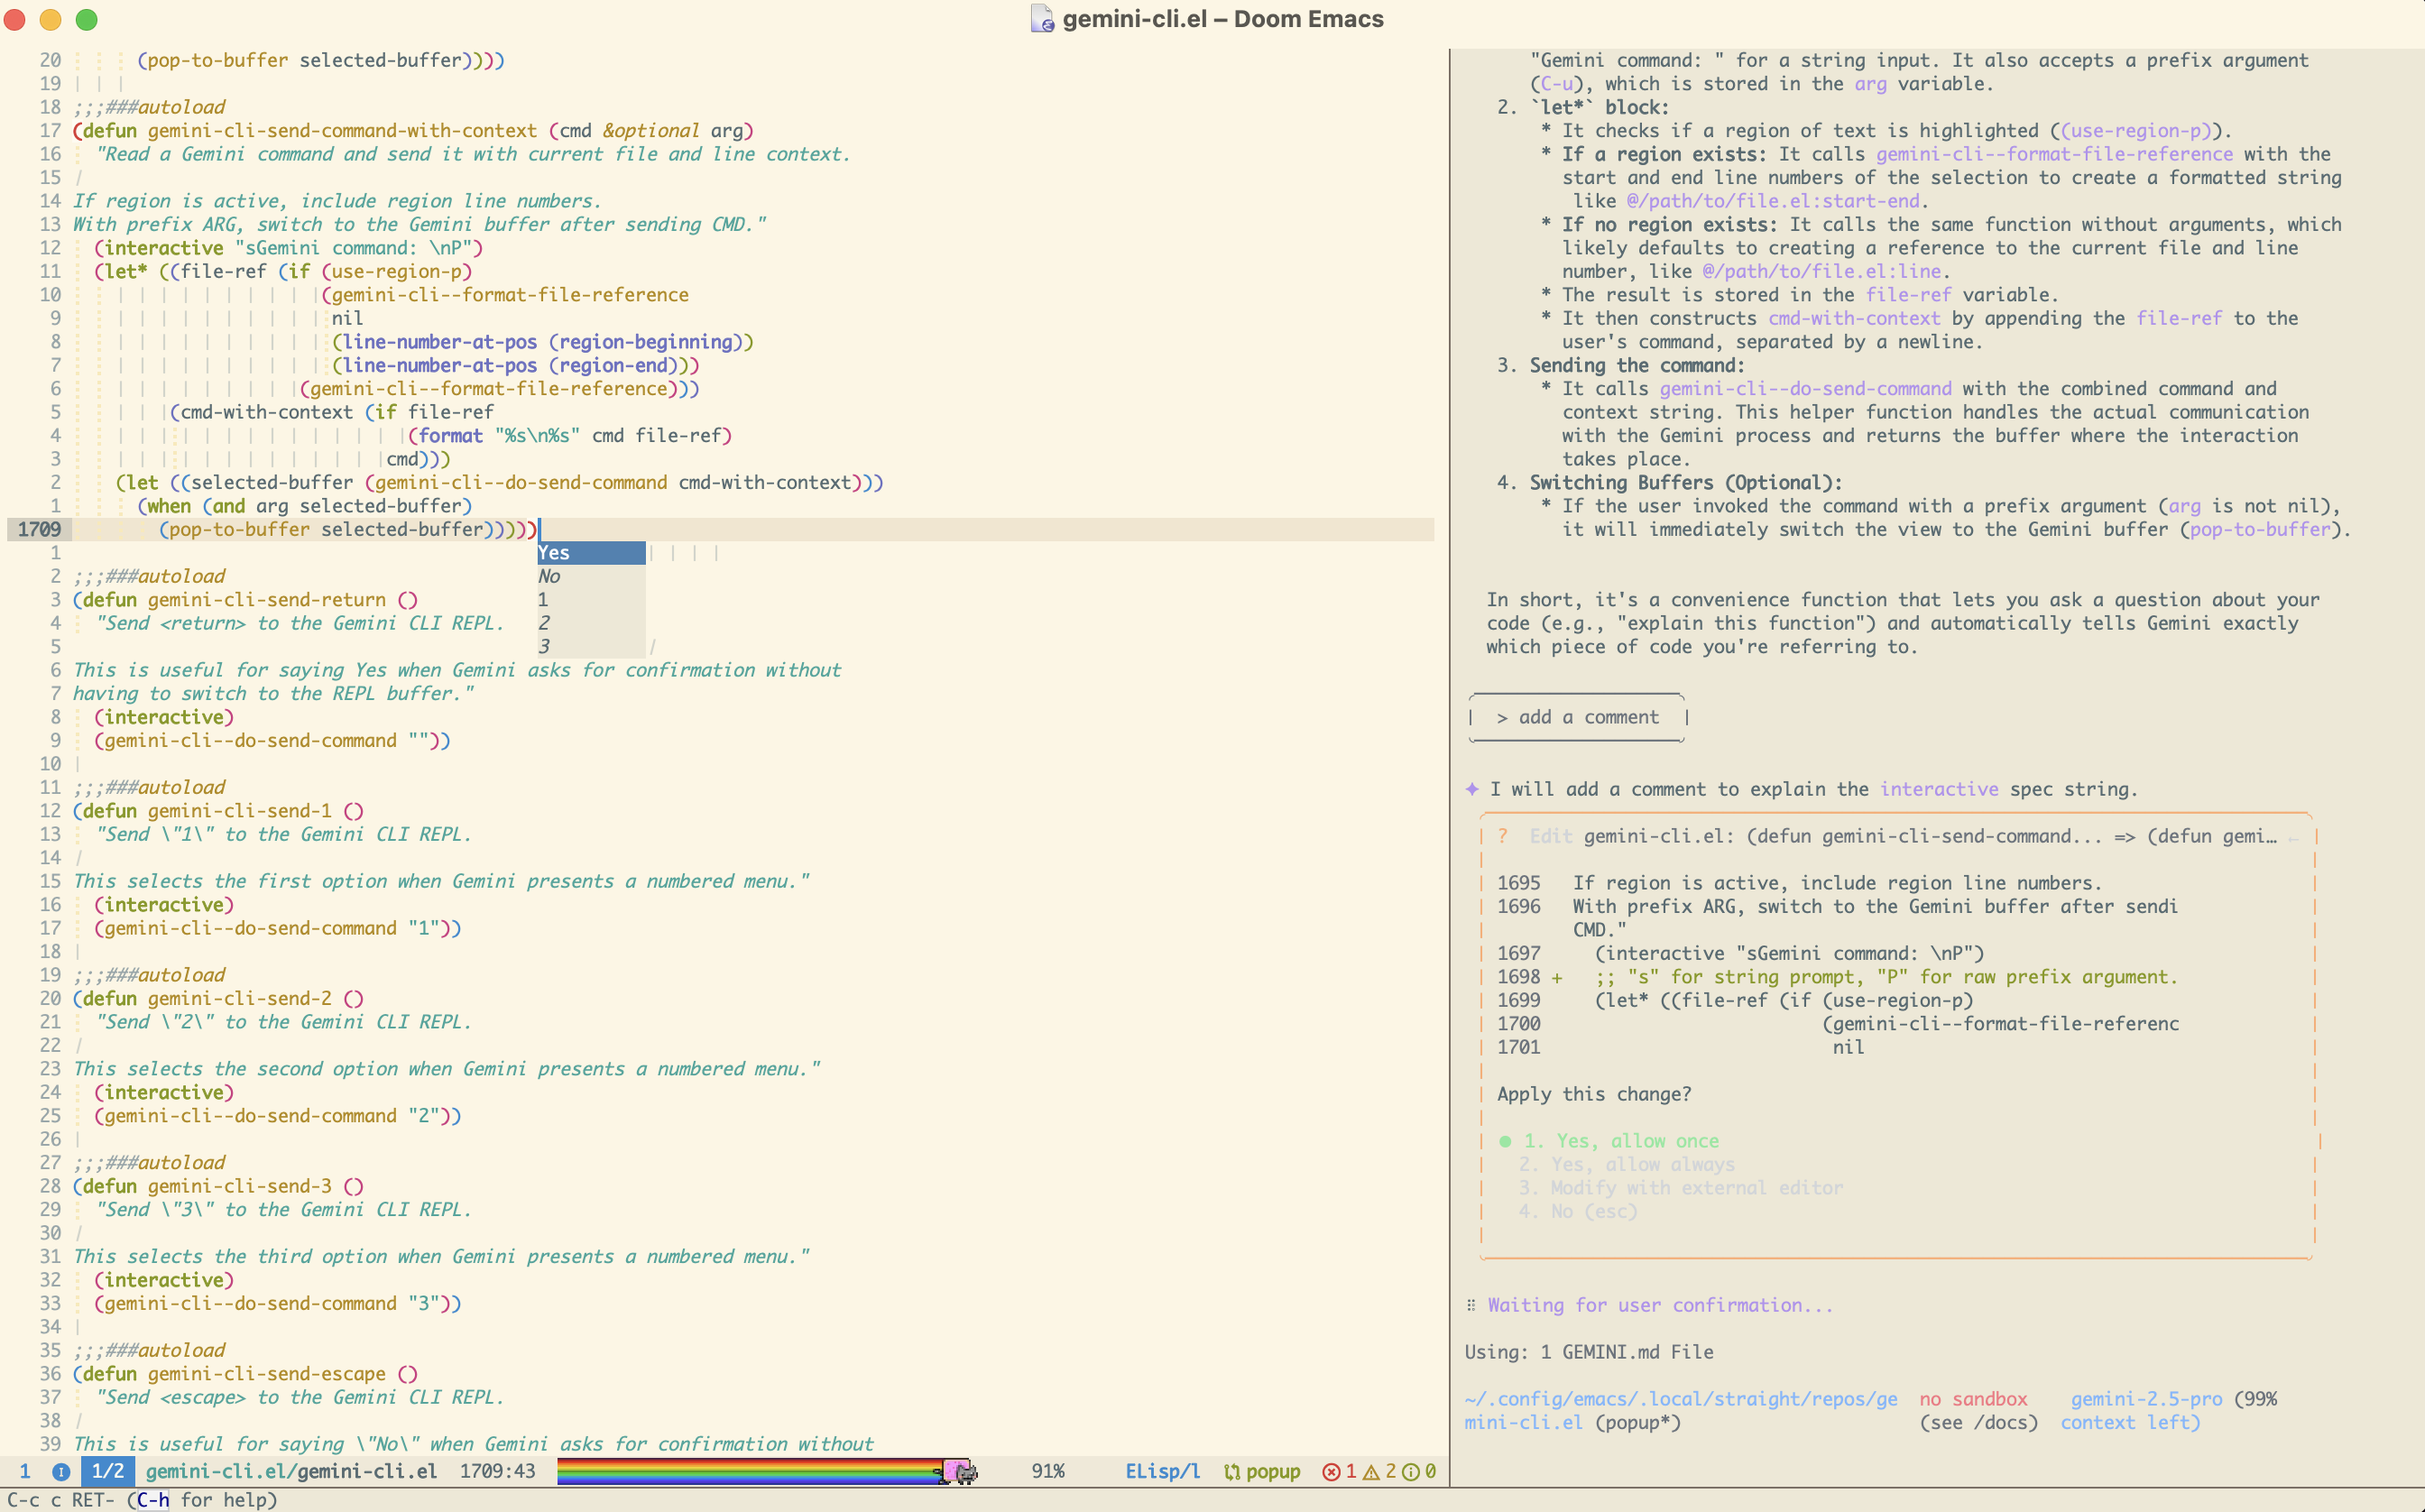 gemini-cli.el – Doom Emacs
20 (pop-to-buffer selected-buffer))))
19
18 ;;;###autoload
17 (defun gemini-cli-send-command-with-context (cmd &optional arg)
16 "Read a Gemini command and send it with current file and line context.
15
14 If region is active, include region line numbers.
13 With prefix ARG, switch to the Gemini buffer after sending CMD."
12 (interactive "sGemini command: \nP")
11 (let* ((file-ref (if (use-region-p)
10 (gemini-cli--format-file-reference
9 nil
8 (line-number-at-pos (region-beginning))
7 (line-number-at-pos (region-end)))
6 (gemini-cli--format-file-reference)))
5 (cmd-with-context (if file-ref
4 (format "%s\n%s" cmd file-ref)
3 cmd)))
2 (let ((selected-buffer (gemini-cli--do-send-command cmd-with-context)))
1 (when (and arg selected-buffer)
1709 (pop-to-buffer selected-buffer)))))
1 Yes
2 ;;;###autoload No
3 (defun gemini-cli-send-return () 1
4 "Send <return> to the Gemini CLI REPL. 2
5 3
6 This is useful for saying Yes when Gemini asks for confirmation without
7 having to switch to the REPL buffer."
8 (interactive)
9 (gemini-cli--do-send-command ""))
10
11 ;;;###autoload
12 (defun gemini-cli-send-1 ()
13 "Send \"1\" to the Gemini CLI REPL.
14
15 This selects the first option when Gemini presents a numbered menu."
16 (interactive)
17 (gemini-cli--do-send-command "1"))
18
19 ;;;###autoload
20 (defun gemini-cli-send-2 ()
21 "Send \"2\" to the Gemini CLI REPL.
22
23 This selects the second option when Gemini presents a numbered menu."
24 (interactive)
25 (gemini-cli--do-send-command "2"))
26
27 ;;;###autoload
28 (defun gemini-cli-send-3 ()
29 "Send \"3\" to the Gemini CLI REPL.
30
31 This selects the third option when Gemini presents a numbered menu."
32 (interactive)
33 (gemini-cli--do-send-command "3"))
34
35 ;;;###autoload
36 (defun gemini-cli-send-escape ()
37 "Send <escape> to the Gemini CLI REPL.
38
39 This is useful for saying \"No\" when Gemini asks for confirmation without
1 1/2 gemini-cli.el/gemini-cli.el 1709:43 91% ELisp/l popup 1 2 0
C-c c RET- (C-h for help)
"Gemini command: " for a string input. It also accepts a prefix argument
(C-u), which is stored in the arg variable.
2. `let*` block:
* It checks if a region of text is highlighted ((use-region-p)).
* If a region exists: It calls gemini-cli--format-file-reference with the
start and end line numbers of the selection to create a formatted string
like @/path/to/file.el:start-end.
* If no region exists: It calls the same function without arguments, which
likely defaults to creating a reference to the current file and line
number, like @/path/to/file.el:line.
* The result is stored in the file-ref variable.
* It then constructs cmd-with-context by appending the file-ref to the
user's command, separated by a newline.
3. Sending the command:
* It calls gemini-cli--do-send-command with the combined command and
context string. This helper function handles the actual communication
with the Gemini process and returns the buffer where the interaction
takes place.
4. Switching Buffers (Optional):
* If the user invoked the command with a prefix argument (arg is not nil),
it will immediately switch the view to the Gemini buffer (pop-to-buffer).
In short, it's a convenience function that lets you ask a question about your
code (e.g., "explain this function") and automatically tells Gemini exactly
which piece of code you're referring to.
> add a comment
✦ I will add a comment to explain the interactive spec string.
? Edit gemini-cli.el: (defun gemini-cli-send-command... => (defun gemi… ←
1695 If region is active, include region line numbers.
1696 With prefix ARG, switch to the Gemini buffer after sendi
CMD."
1697 (interactive "sGemini command: \nP")
1698 + ;; "s" for string prompt, "P" for raw prefix argument.
1699 (let* ((file-ref (if (use-region-p)
1700 (gemini-cli--format-file-referenc
1701 nil
Apply this change?
● 1. Yes, allow once
2. Yes, allow always
3. Modify with external editor
4. No (esc)
⠿ Waiting for user confirmation...
Using: 1 GEMINI.md File
~/.config/emacs/.local/straight/repos/ge no sandbox gemini-2.5-pro (99%
mini-cli.el (popup*) (see /docs) context left)